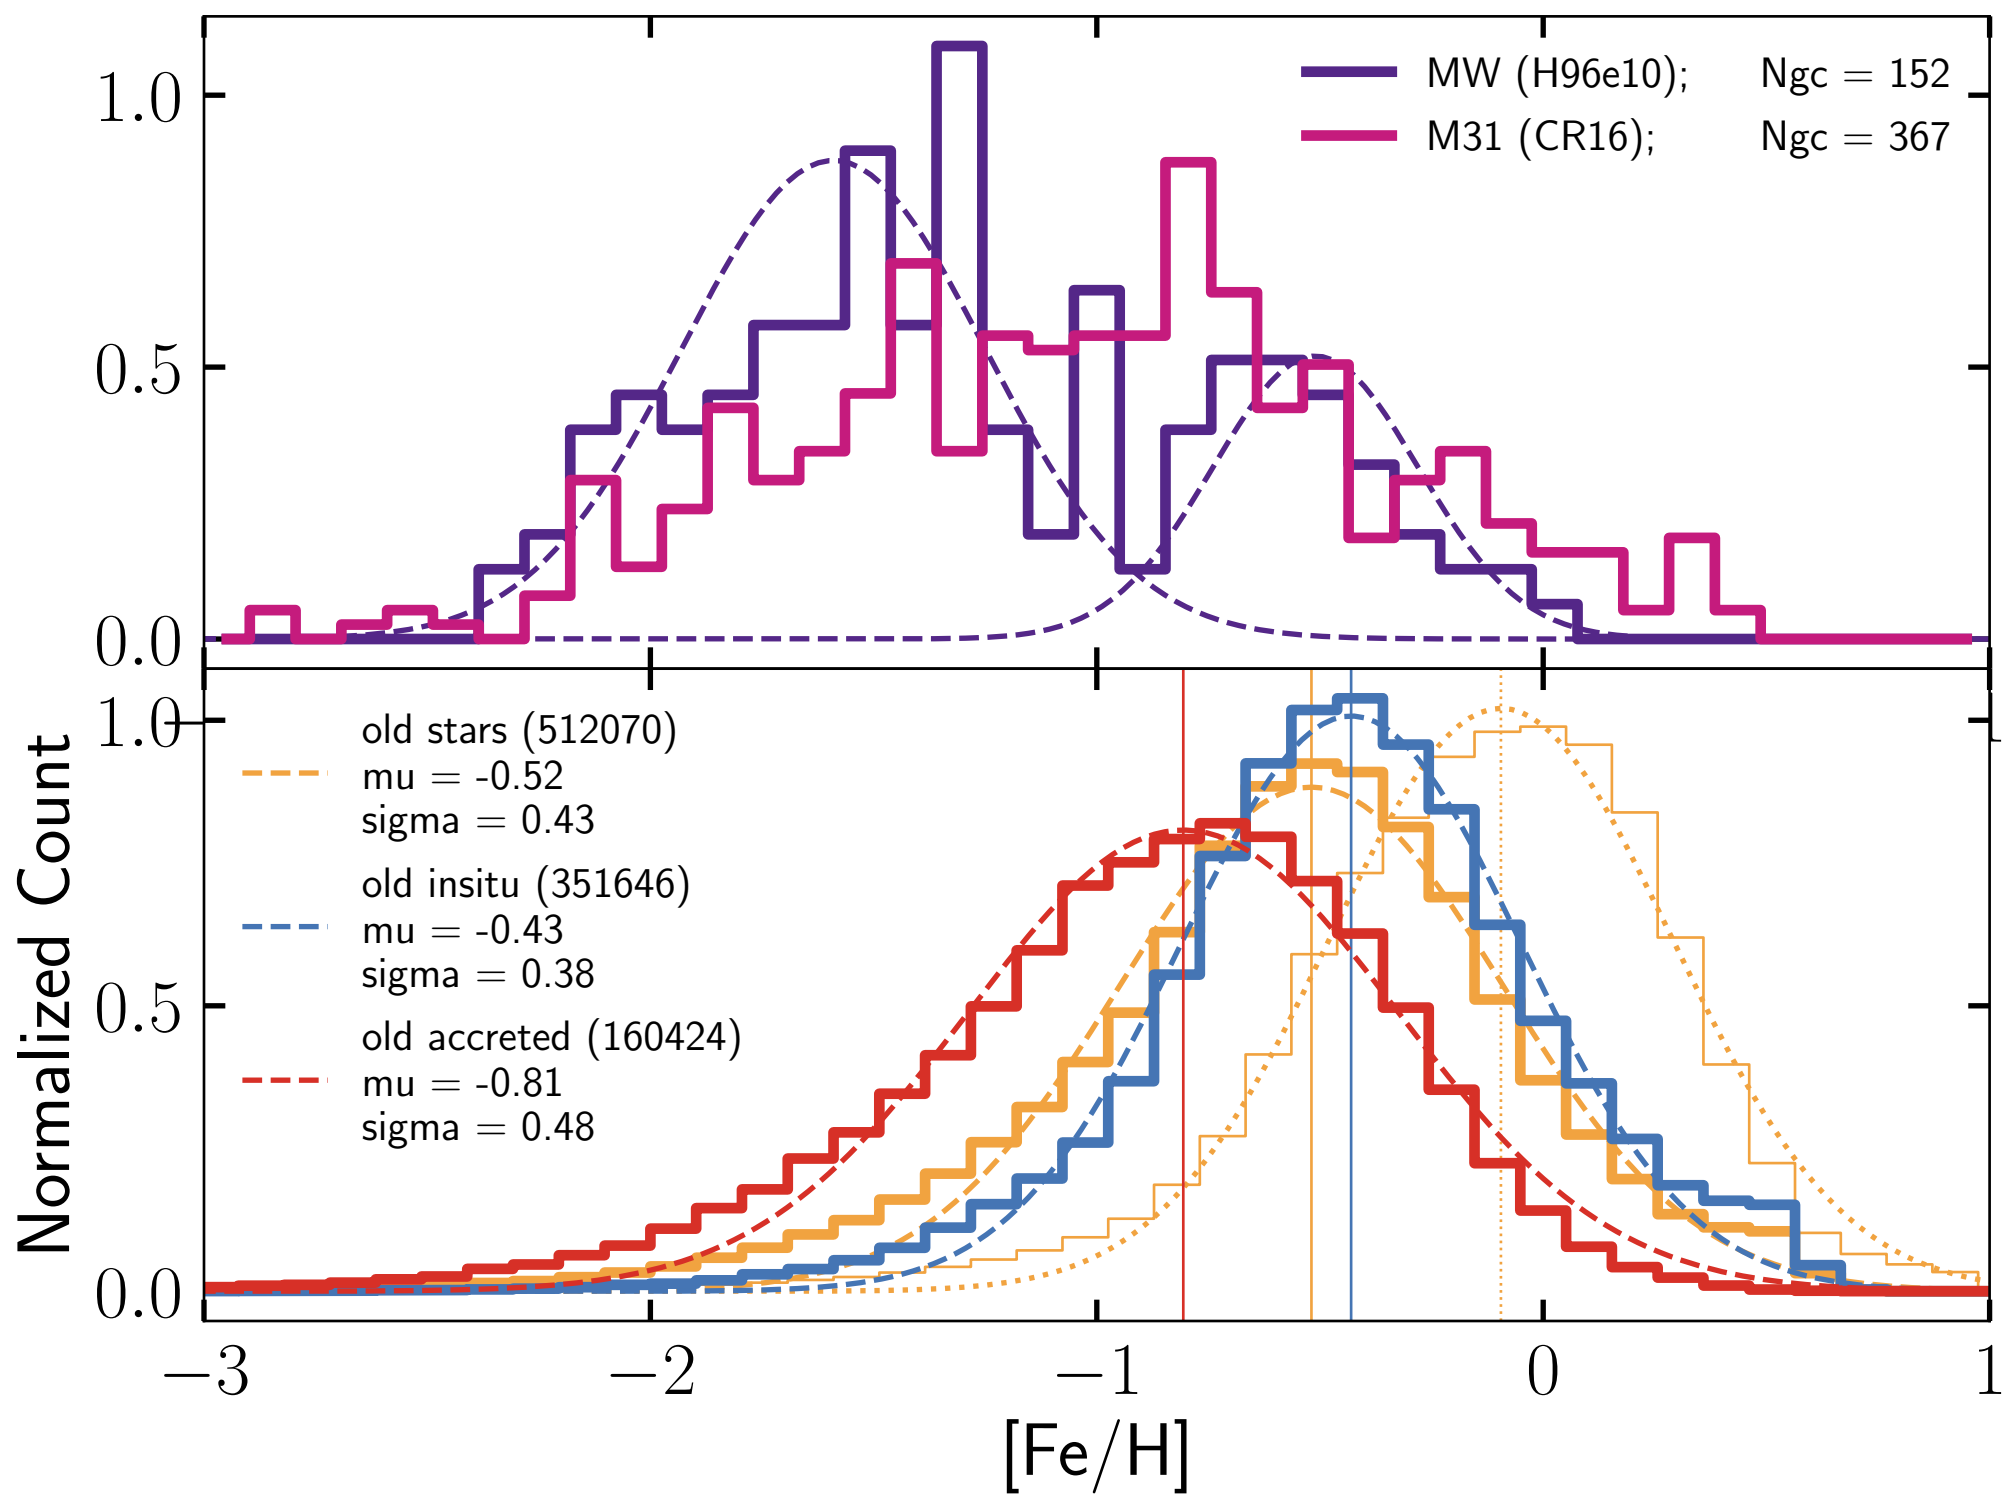 1.0
0.5
0.0
MW (H96e10); Ngc = 152
M31 (CR16); Ngc = 367
Normalized Count
1.0
0.5
0.0
old stars (512070)
mu = -0.52
sigma = 0.43
old insitu (351646)
mu = -0.43
sigma = 0.38
old accreted (160424)
mu = -0.81
sigma = 0.48
−3 −2 −1 0 1
[Fe/H]